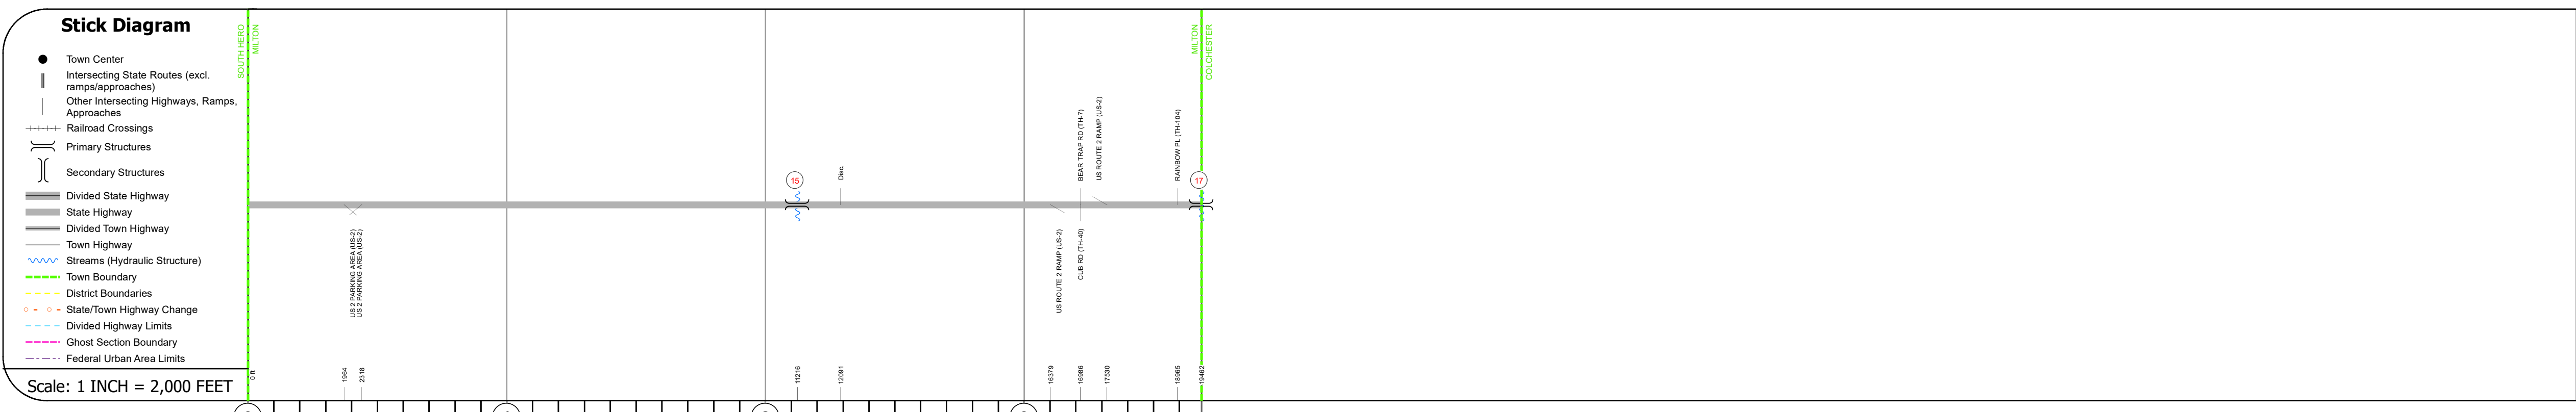 Stick Diagram
Town Center
Intersecting State Routes (excl.
ramps/approaches)
Other Intersecting Highways, Ramps,
Approaches
Railroad Crossings
Primary Structures
Secondary Structures
Divided State Highway
State Highway
Divided Town Highway
Town Highway
Streams (Hydraulic Structure)
Town Boundary
District Boundaries
State/Town Highway Change
Divided Highway Limits
Ghost Section Boundary
Federal Urban Area Limits
Scale: 1 INCH = 2,000 FEET
SOUTH HERO
MILTON
MILTON
COLCHESTER
US 2 PARKING AREA (US-2)
US 2 PARKING AREA (US-2)
15
Disc.
US ROUTE 2 RAMP (US-2)
BEAR TRAP RD (TH-7)
CUB RD (TH-40)
US ROUTE 2 RAMP (US-2)
RAINBOW PL (TH-104)
17
0 ft
1964
2318
11216
12091
16379
16986
17530
18965
19462